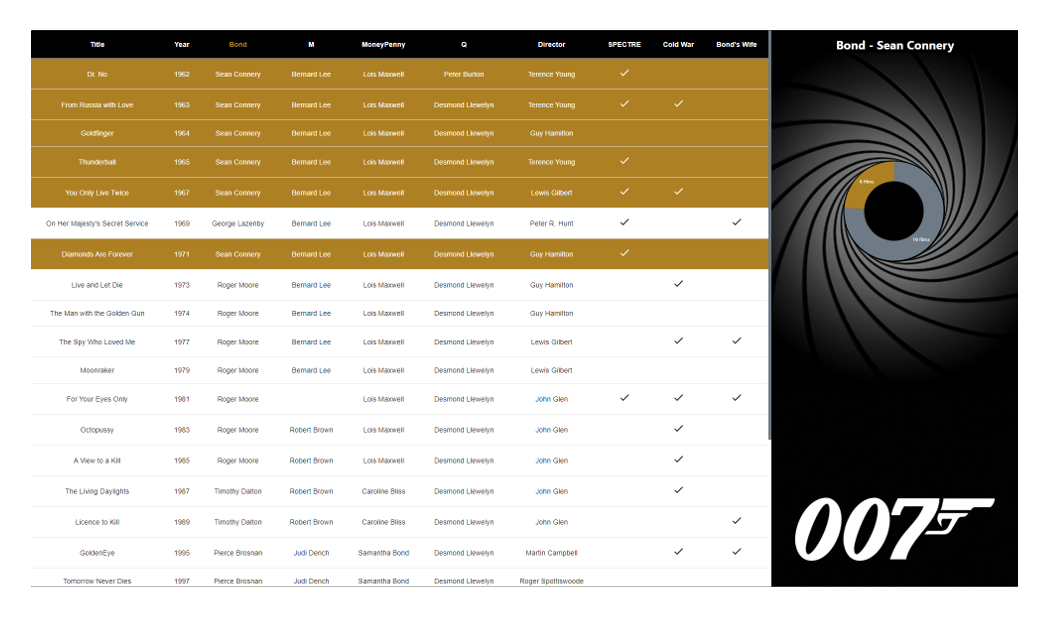 Title Year Bond M MoneyPenny Q Director SPECTRE Cold War Bond's Wife
Dr. No 1962 Sean Connery Bernard Lee Lois Maxwell Peter Burton Terence Young ✓
From Russia with Love 1963 Sean Connery Bernard Lee Lois Maxwell Desmond Llewelyn Terence Young ✓ ✓
Goldfinger 1964 Sean Connery Bernard Lee Lois Maxwell Desmond Llewelyn Guy Hamilton
Thunderball 1965 Sean Connery Bernard Lee Lois Maxwell Desmond Llewelyn Terence Young ✓
You Only Live Twice 1967 Sean Connery Bernard Lee Lois Maxwell Desmond Llewelyn Lewis Gilbert ✓ ✓
On Her Majesty's Secret Service 1969 George Lazenby Bernard Lee Lois Maxwell Desmond Llewelyn Peter R. Hunt ✓ ✓
Diamonds Are Forever 1971 Sean Connery Bernard Lee Lois Maxwell Desmond Llewelyn Guy Hamilton ✓
Live and Let Die 1973 Roger Moore Bernard Lee Lois Maxwell Desmond Llewelyn Guy Hamilton ✓
The Man with the Golden Gun 1974 Roger Moore Bernard Lee Lois Maxwell Desmond Llewelyn Guy Hamilton
The Spy Who Loved Me 1977 Roger Moore Bernard Lee Lois Maxwell Desmond Llewelyn Lewis Gilbert ✓ ✓
Moonraker 1979 Roger Moore Bernard Lee Lois Maxwell Desmond Llewelyn Lewis Gilbert
For Your Eyes Only 1981 Roger Moore Lois Maxwell Desmond Llewelyn John Glen ✓ ✓ ✓
Octopussy 1983 Roger Moore Robert Brown Lois Maxwell Desmond Llewelyn John Glen ✓
A View to a Kill 1985 Roger Moore Robert Brown Lois Maxwell Desmond Llewelyn John Glen ✓
The Living Daylights 1987 Timothy Dalton Robert Brown Caroline Bliss Desmond Llewelyn John Glen ✓
Licence to Kill 1989 Timothy Dalton Robert Brown Caroline Bliss Desmond Llewelyn John Glen ✓
GoldenEye 1995 Pierce Brosnan Judi Dench Samantha Bond Desmond Llewelyn Martin Campbell ✓ ✓
Tomorrow Never Dies 1997 Pierce Brosnan Judi Dench Samantha Bond Desmond Llewelyn Roger Spottiswoode
Bond - Sean Connery
19 films
007